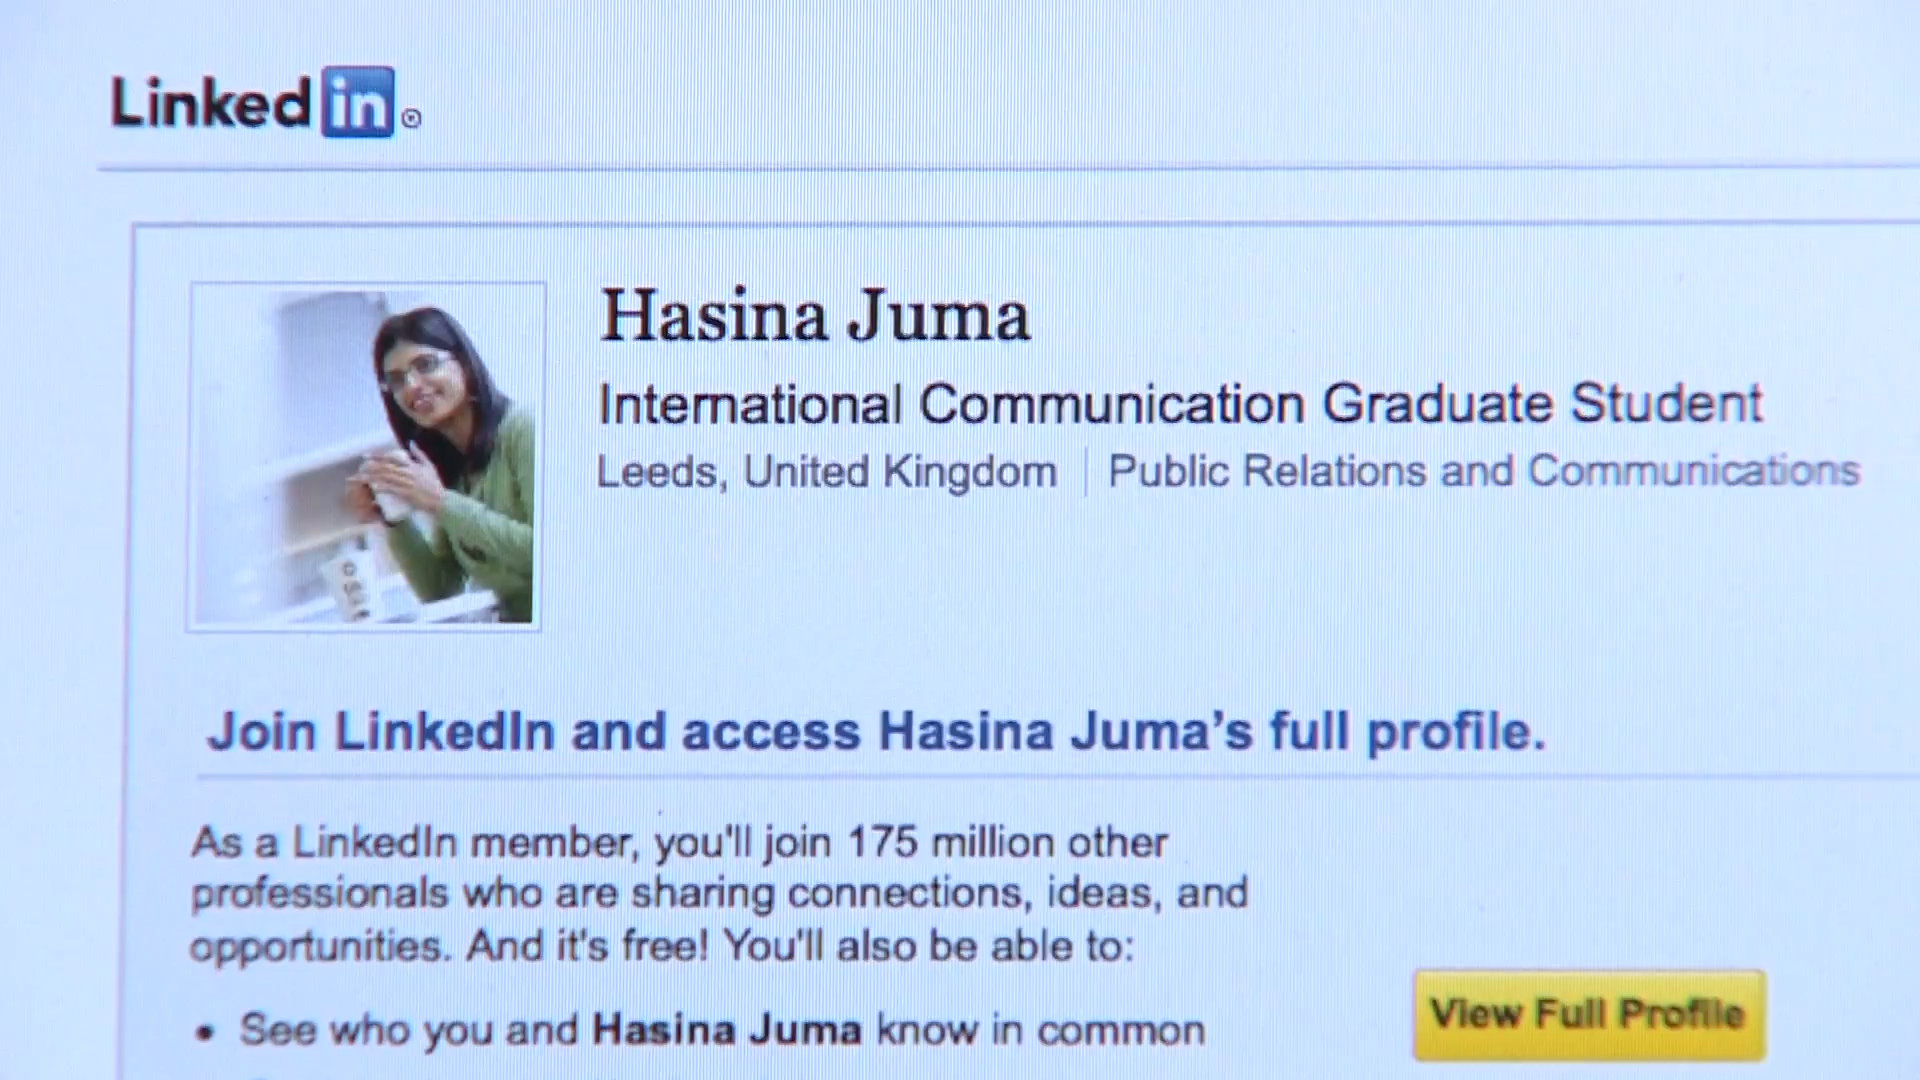 Linked in ®
Hasina Juma
International Communication Graduate Student
Leeds, United Kingdom | Public Relations and Communications
Join LinkedIn and access Hasina Juma’s full profile.
As a LinkedIn member, you'll join 175 million other
professionals who are sharing connections, ideas, and
opportunities. And it's free! You'll also be able to:
• See who you and Hasina Juma know in common
View Full Profile